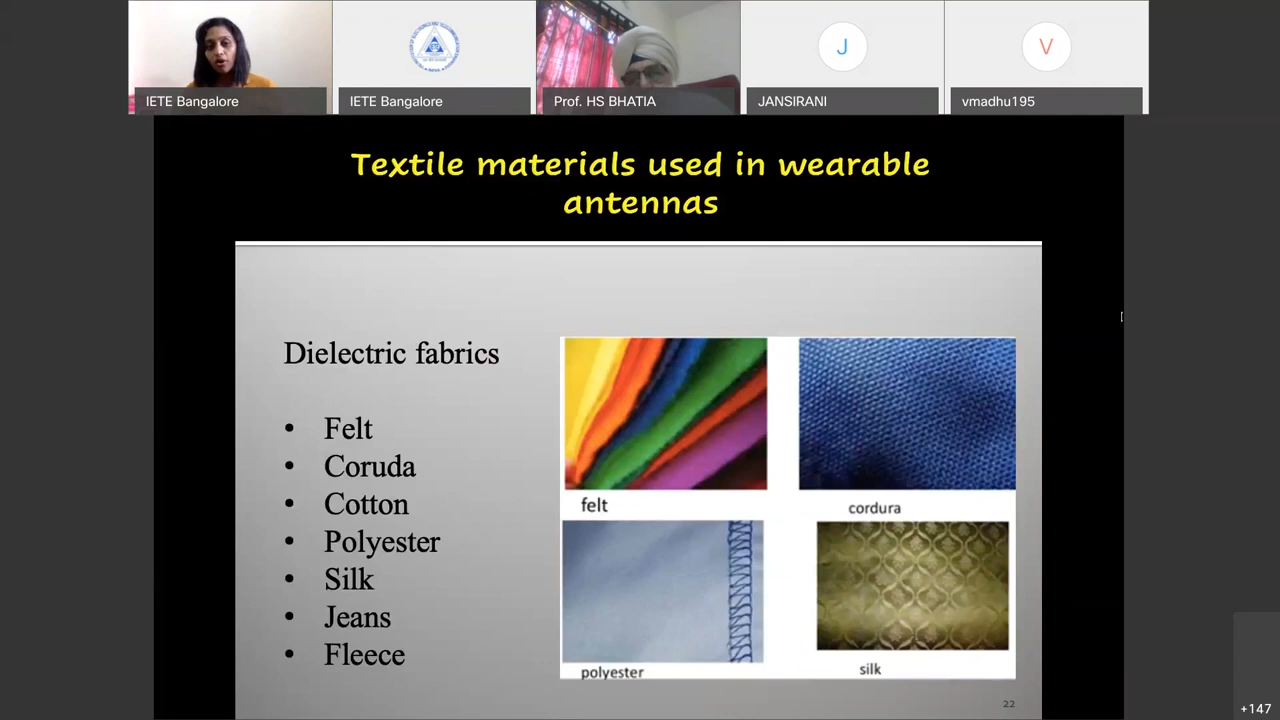 IETE Bangalore
IETE Bangalore
Prof. HS BHATIA
JANSIRANI
vmadhu195
J
V
Textile materials used in wearable
antennas
Dielectric fabrics
• Felt
• Coruda
• Cotton
• Polyester
• Silk
• Jeans
• Fleece
felt
cordura
polyester
silk
22
+147